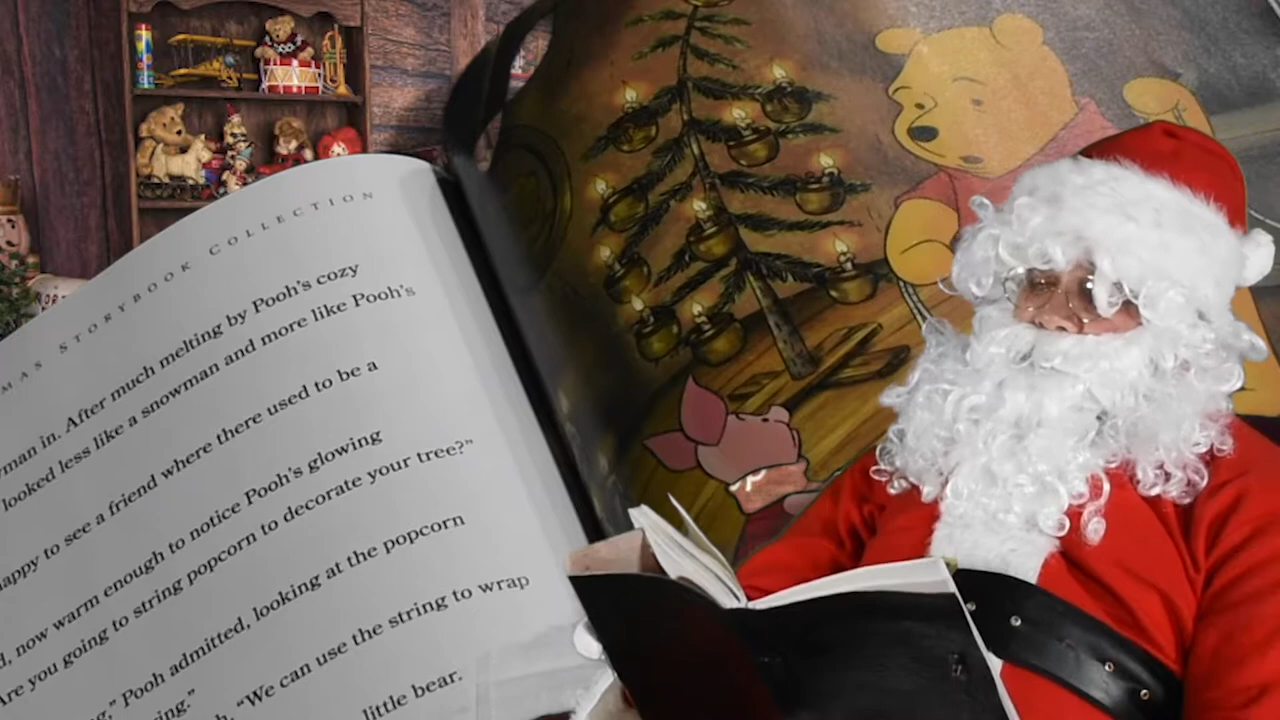 MAS STORYBOOK COLLECTION
man in. After much melting by Pooh's cozy
looked less like a snowman and more like Pooh's
happy to see a friend where there used to be a
now warm enough to notice Pooh's glowing
Are you going to string popcorn to decorate your tree?"
Pooh admitted, looking at the popcorn
"We can use the string to wrap
little bear.